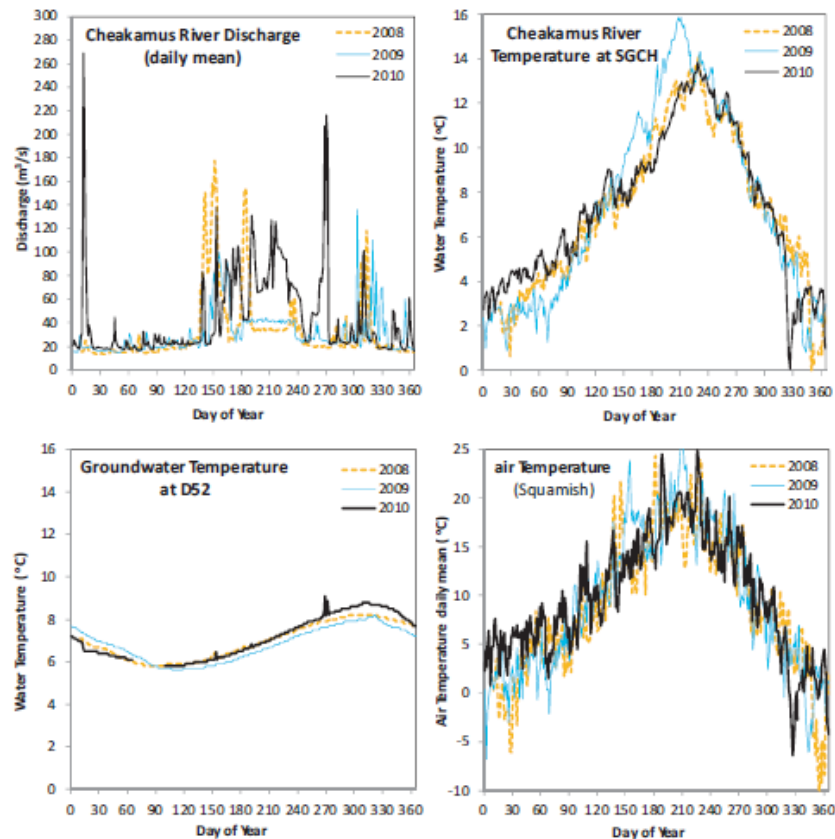 Cheakamus River Discharge
(daily mean)
2008
2009
2010
Discharge (m³/s)
300
280
260
240
220
200
180
160
140
120
100
80
60
40
20
0
0 30 60 90 120 150 180 210 240 270 300 330 360
Day of Year
Cheakamus River
Temperature at SGCH
2008
2009
2010
Water Temperature (°C)
16
14
12
10
8
6
4
2
0
0 30 60 90 120 150 180 210 240 270 300 330 360
Day of Year
Groundwater Temperature
at D52
2008
2009
2010
Water Temperature (°C)
16
14
12
10
8
6
4
2
0
0 30 60 90 120 150 180 210 240 270 300 330 360
Day of Year
air Temperature
(Squamish)
2008
2009
2010
Air Temperature daily mean (°C)
25
20
15
10
5
0
-5
-10
0 30 60 90 120 150 180 210 240 270 300 330 360
Day of Year